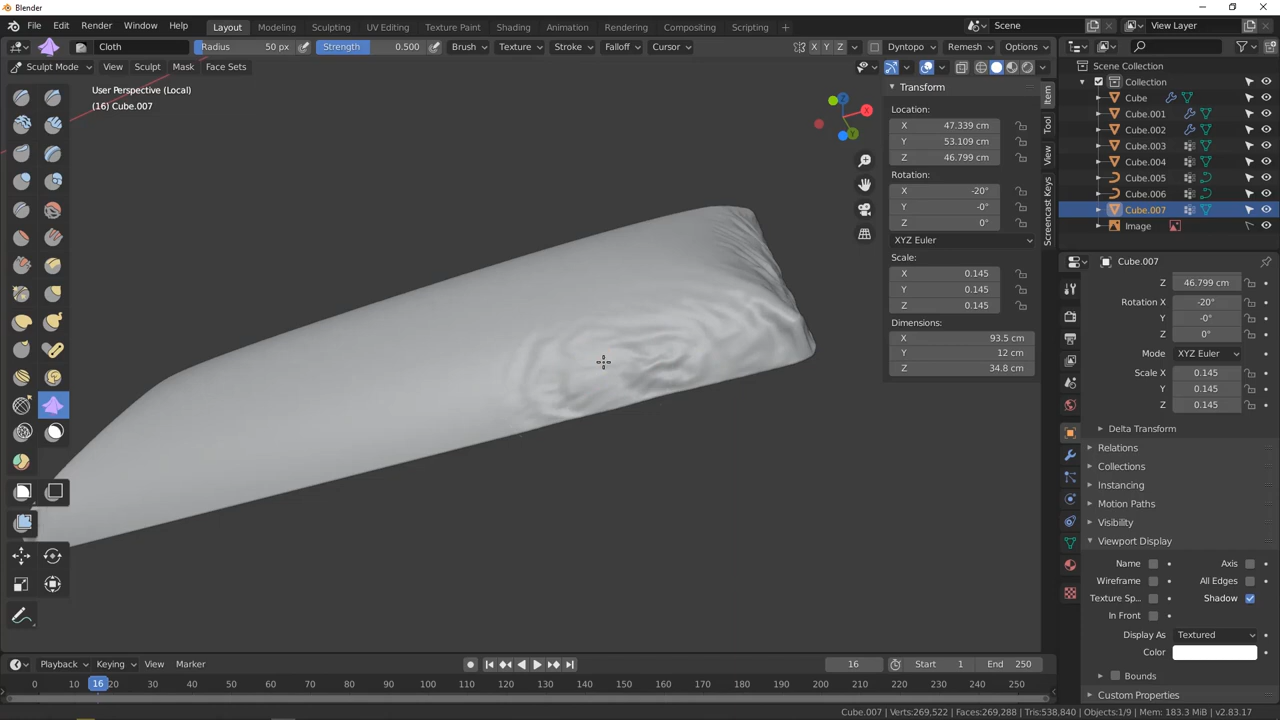 Blender
File Edit Render Window Help Layout Modeling Sculpting UV Editing Texture Paint Shading Animation Rendering Compositing Scripting + Scene View Layer
Cloth Radius 50 px Strength 0.500 Brush Texture Stroke Falloff Cursor X Y Z Dyntopo Remesh Options
Sculpt Mode View Sculpt Mask Face Sets
User Perspective (Local)
(16) Cube.007
Z
X
Y
Transform
Location:
X 47.339 cm
Y 53.109 cm
Z 46.799 cm
Rotation:
X -20°
Y -0°
Z 0°
XYZ Euler
Scale:
X 0.145
Y 0.145
Z 0.145
Dimensions:
X 93.5 cm
Y 12 cm
Z 34.8 cm
Item
Tool
View
Screencast Keys
Scene Collection
Collection
Cube
Cube.001
Cube.002
Cube.003
Cube.004
Cube.005
Cube.006
Cube.007
Image
Cube.007
Z 46.799 cm
Rotation X -20°
Y -0°
Z 0°
Mode XYZ Euler
Scale X 0.145
Y 0.145
Z 0.145
Delta Transform
Relations
Collections
Instancing
Motion Paths
Visibility
Viewport Display
Name Axis
Wireframe All Edges
Texture Sp... Shadow
In Front
Display As Textured
Color
Bounds
Custom Properties
Playback Keying View Marker 16 Start 1 End 250
0 10 16 20 30 40 50 60 70 80 90 100 110 120 130 140 150 160 170 180 190 200 210 220 230 240 250
Cube.007 | Verts:269,522 | Faces:269,288 | Tris:538,840 | Objects:1/9 | Mem: 183.3 MiB | v2.83.17